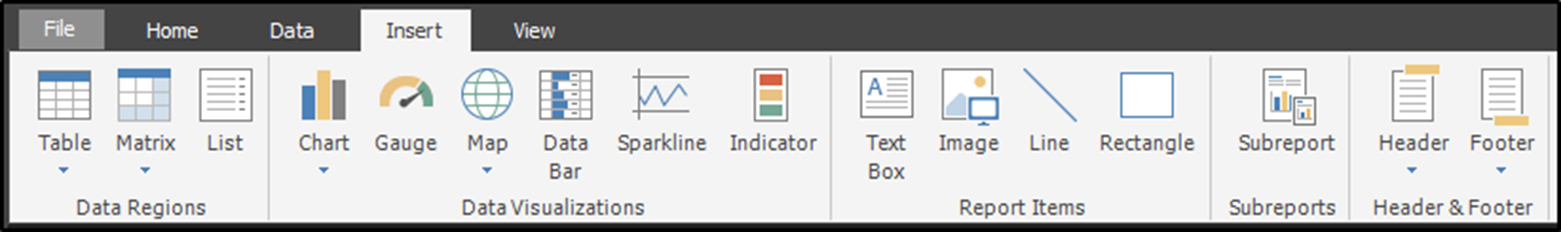 File Home Data Insert View
Table Matrix List Chart Gauge Map Data Bar Sparkline Indicator Text Box Image Line Rectangle Subreport Header Footer
Data Regions Data Visualizations Report Items Subreports Header & Footer